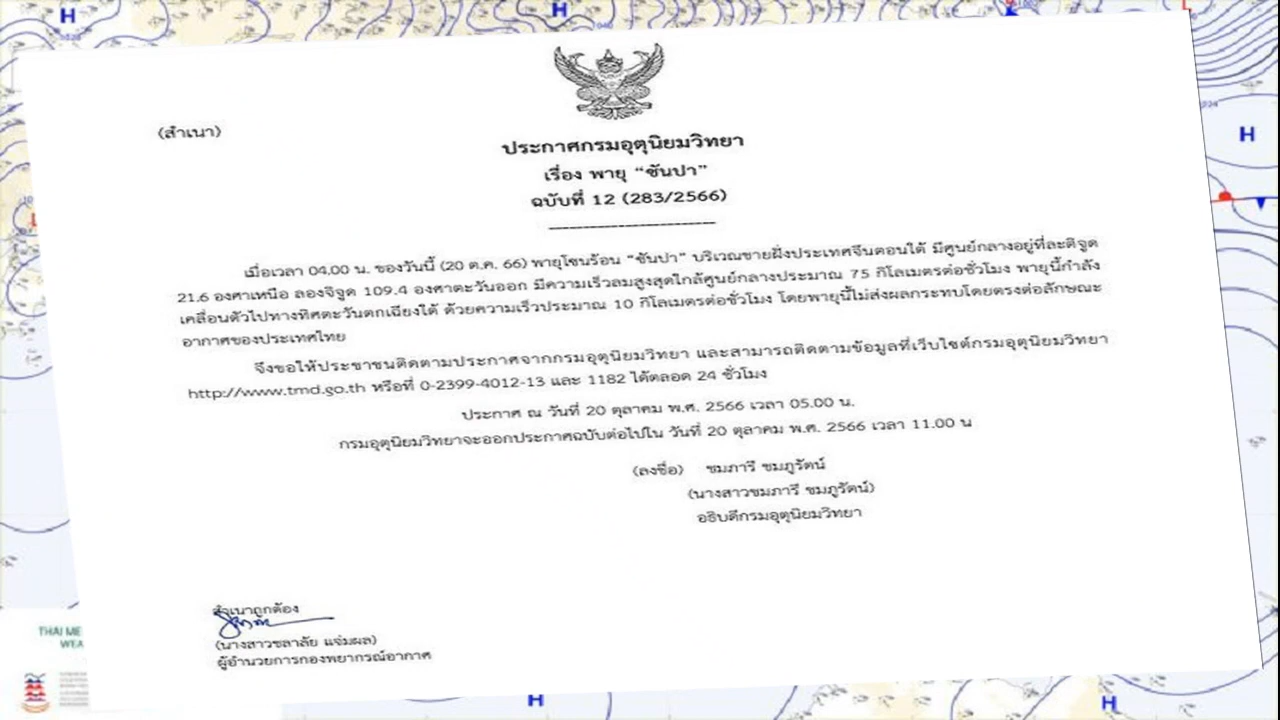 H
H
H
(สำเนา)
ประกาศกรมอุตุนิยมวิทยา
เรื่อง พายุ “ซันปา”
ฉบับที่ 12 (283/2566)
เมื่อเวลา 04.00 น. ของวันนี้ (20 ต.ค. 66) พายุโซนร้อน “ซันปา” บริเวณชายฝั่งประเทศจีนตอนใต้ มีศูนย์กลางอยู่ที่ละติจูด
21.6 องศาเหนือ ลองจิจูด 109.4 องศาตะวันออก มีความเร็วลมสูงสุดใกล้ศูนย์กลางประมาณ 75 กิโลเมตรต่อชั่วโมง พายุนี้กำลัง
เคลื่อนตัวไปทางทิศตะวันตกเฉียงใต้ ด้วยความเร็วประมาณ 10 กิโลเมตรต่อชั่วโมง โดยพายุนี้ไม่ส่งผลกระทบโดยตรงต่อลักษณะ
อากาศของประเทศไทย
จึงขอให้ประชาชนติดตามประกาศจากกรมอุตุนิยมวิทยา และสามารถติดตามข้อมูลที่เว็บไซต์กรมอุตุนิยมวิทยา
http://www.tmd.go.th หรือที่ 0-2399-4012-13 และ 1182 ได้ตลอด 24 ชั่วโมง
ประกาศ ณ วันที่ 20 ตุลาคม พ.ศ. 2566 เวลา 05.00 น.
กรมอุตุนิยมวิทยาจะออกประกาศฉบับต่อไปใน วันที่ 20 ตุลาคม พ.ศ. 2566 เวลา 11.00 น
(ลงชื่อ) ชมภารี ชมภูรัตน์
(นางสาวชมภารี ชมภูรัตน์)
อธิบดีกรมอุตุนิยมวิทยา
สำเนาถูกต้อง
(นางสาวชลาลัย แจ่มผล)
ผู้อำนวยการกองพยากรณ์อากาศ
THAI ME
WEA
H
H